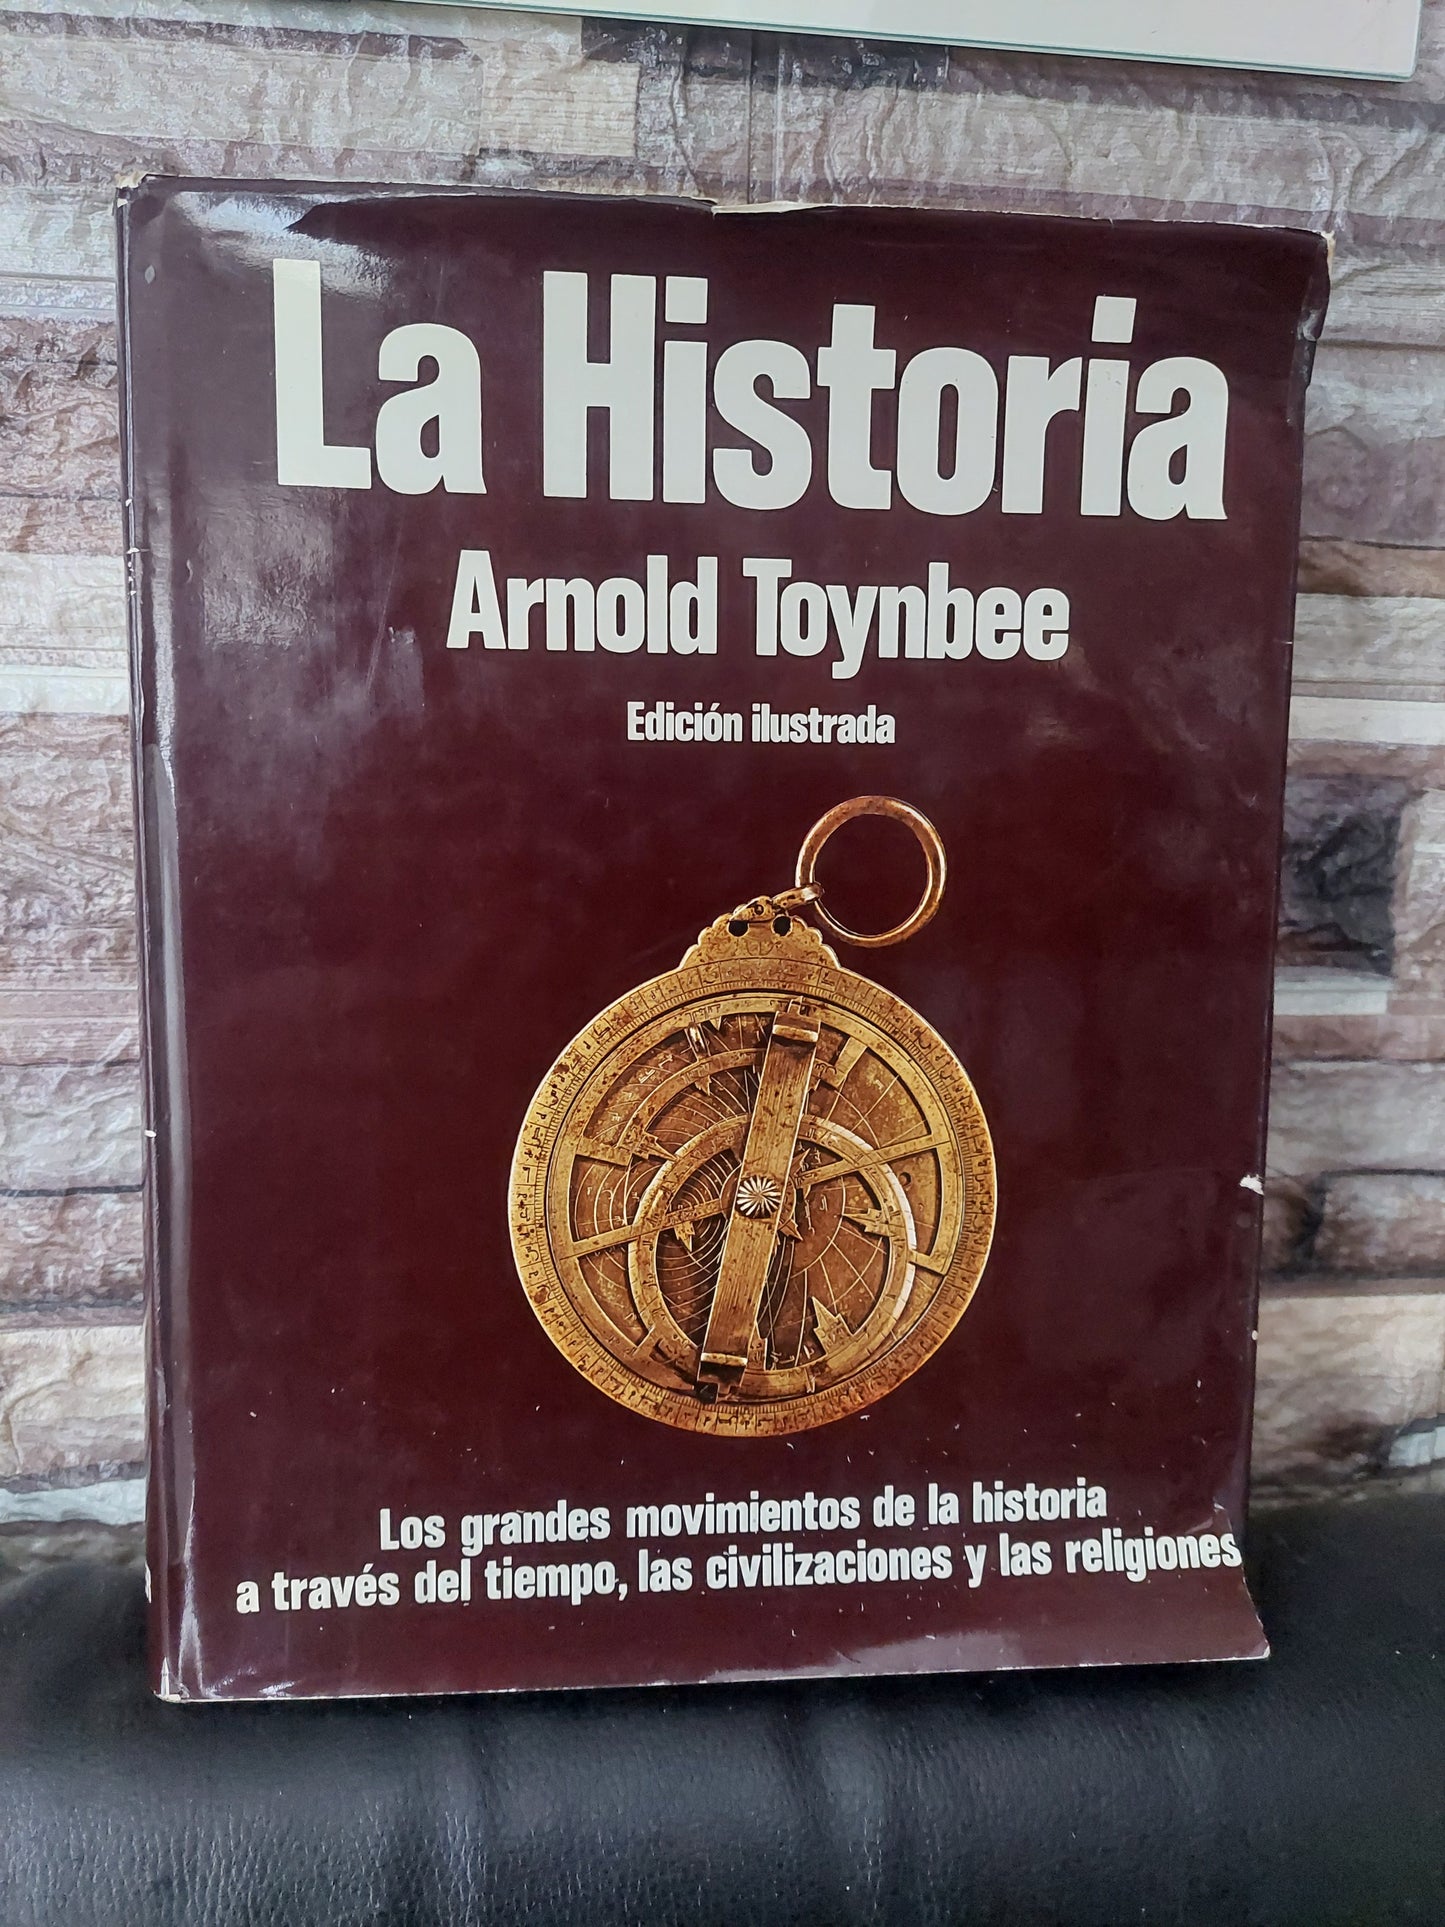 La Historia
Arnold Toynbee
Edición ilustrada
Los grandes movimientos de la historia
a través del tiempo, las civilizaciones y las religiones